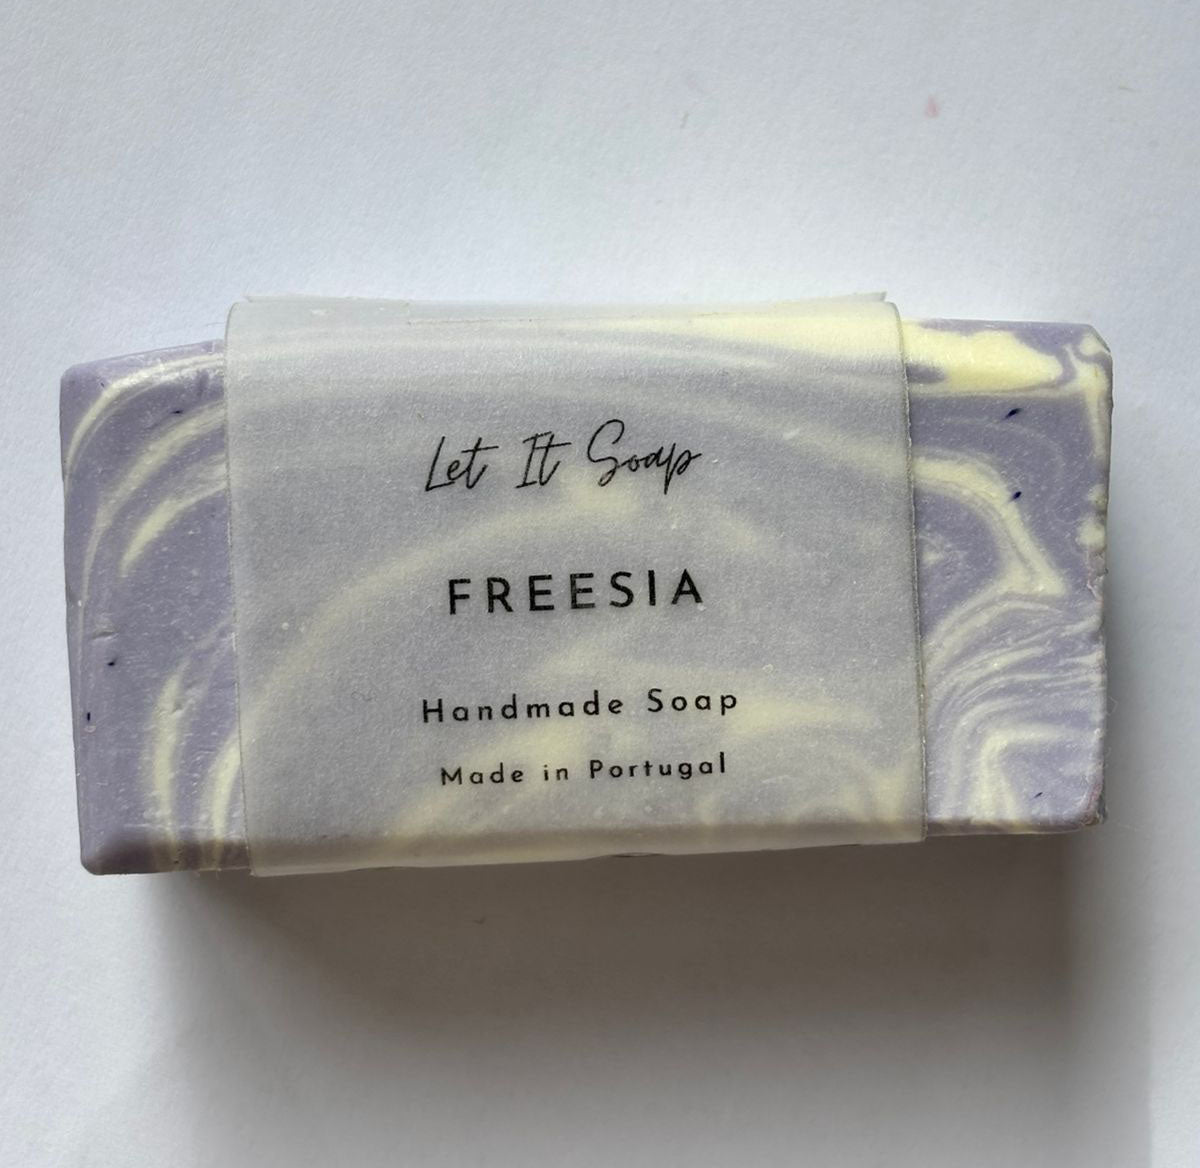 Let It Soap
FREESIA
Handmade Soap
Made in Portugal